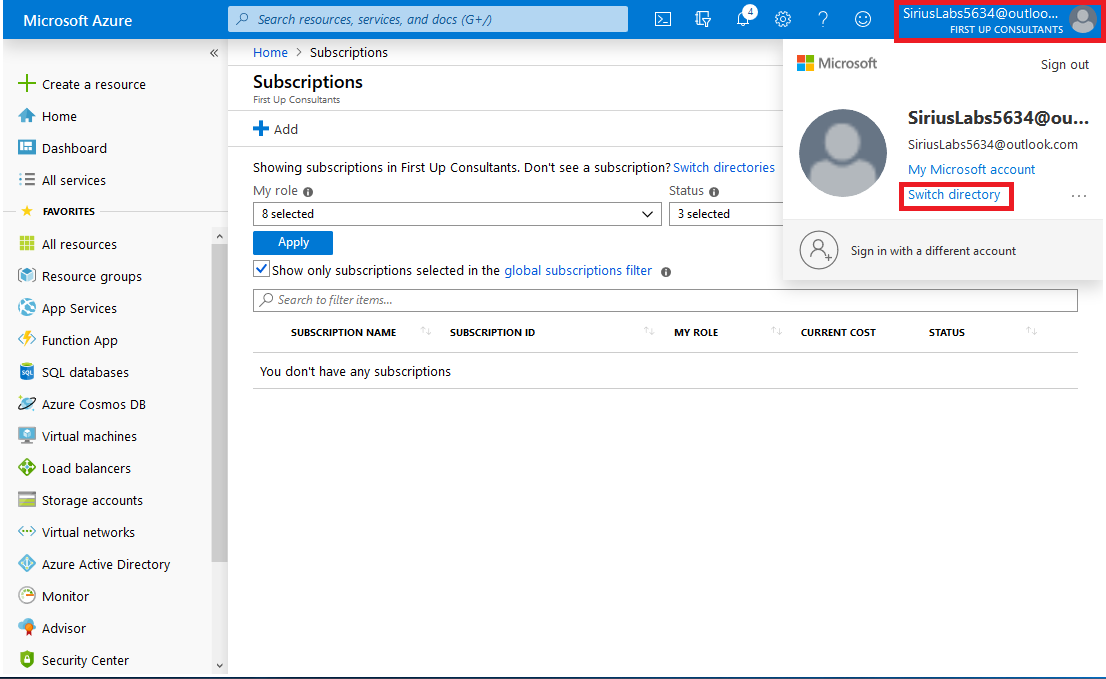 Microsoft Azure
Search resources, services, and docs (G+/)
4
SiriusLabs5634@outloo...
FIRST UP CONSULTANTS
«
Create a resource
Home
Dashboard
All services
FAVORITES
All resources
Resource groups
App Services
Function App
SQL databases
Azure Cosmos DB
Virtual machines
Load balancers
Storage accounts
Virtual networks
Azure Active Directory
Monitor
Advisor
Security Center
Home > Subscriptions
Subscriptions
First Up Consultants
Add
Showing subscriptions in First Up Consultants. Don't see a subscription? Switch directories
My role
Status
8 selected
3 selected
Apply
Show only subscriptions selected in the global subscriptions filter
Search to filter items...
SUBSCRIPTION NAME SUBSCRIPTION ID MY ROLE CURRENT COST STATUS
You don't have any subscriptions
Microsoft
Sign out
SiriusLabs5634@ou...
SiriusLabs5634@outlook.com
My Microsoft account
Switch directory
...
Sign in with a different account